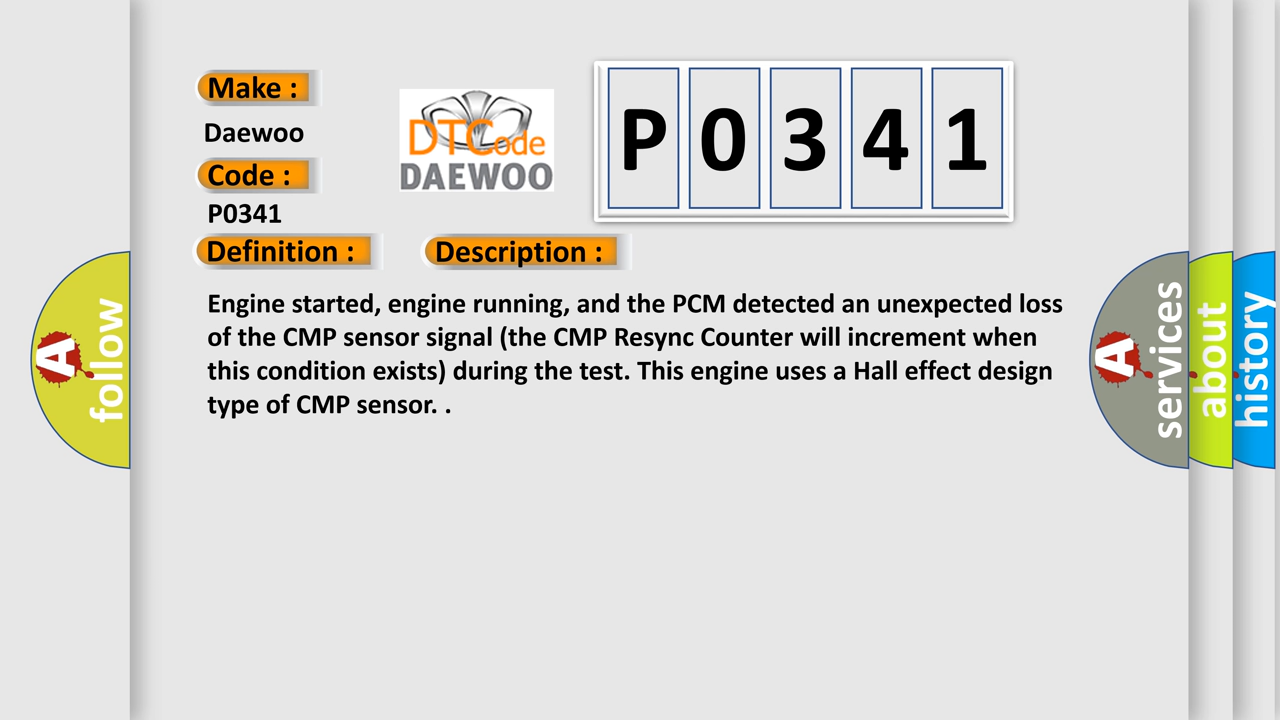 Make :
Daewoo
Code :
P0341
Definition :
Description :
DTCode
DAEWOO
P 0 3 4 1
Engine started, engine running, and the PCM detected an unexpected loss
of the CMP sensor signal (the CMP Resync Counter will increment when
this condition exists) during the test. This engine uses a Hall effect design
type of CMP sensor. .
A
follow
A
services
about
history